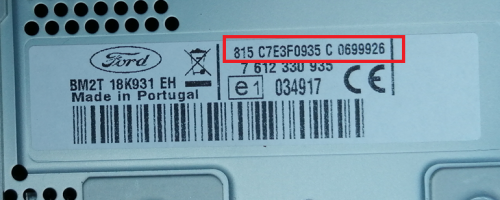 Ford
815 C7E3F0935 C 0699926
7 612 330 935
BM2T 18K931 EH
e1 034917 CE
Made in Portugal